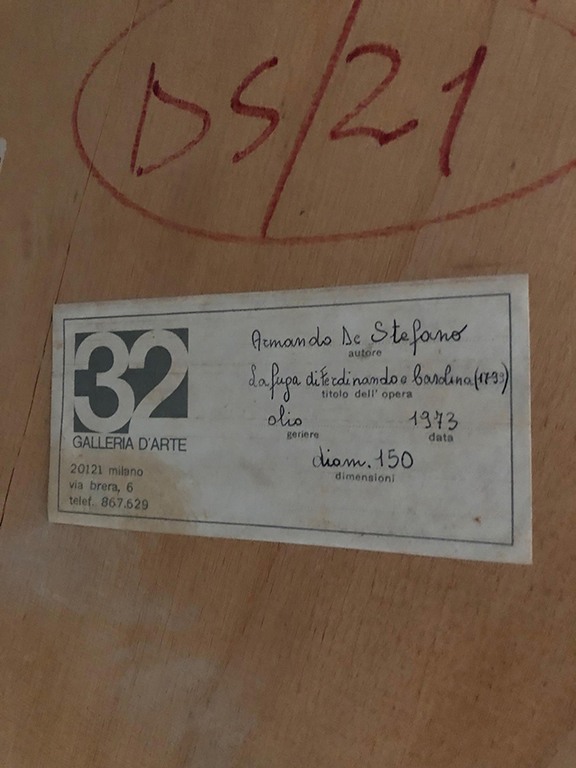 DS/21
32
GALLERIA D'ARTE
20121 milano
via brera, 6
telef. 867.629
Armando De Stefano
autore
La fuga di Ferdinando e Carolina (1799)
titolo dell' opera
olio 1973
genere data
diam. 150
dimensioni